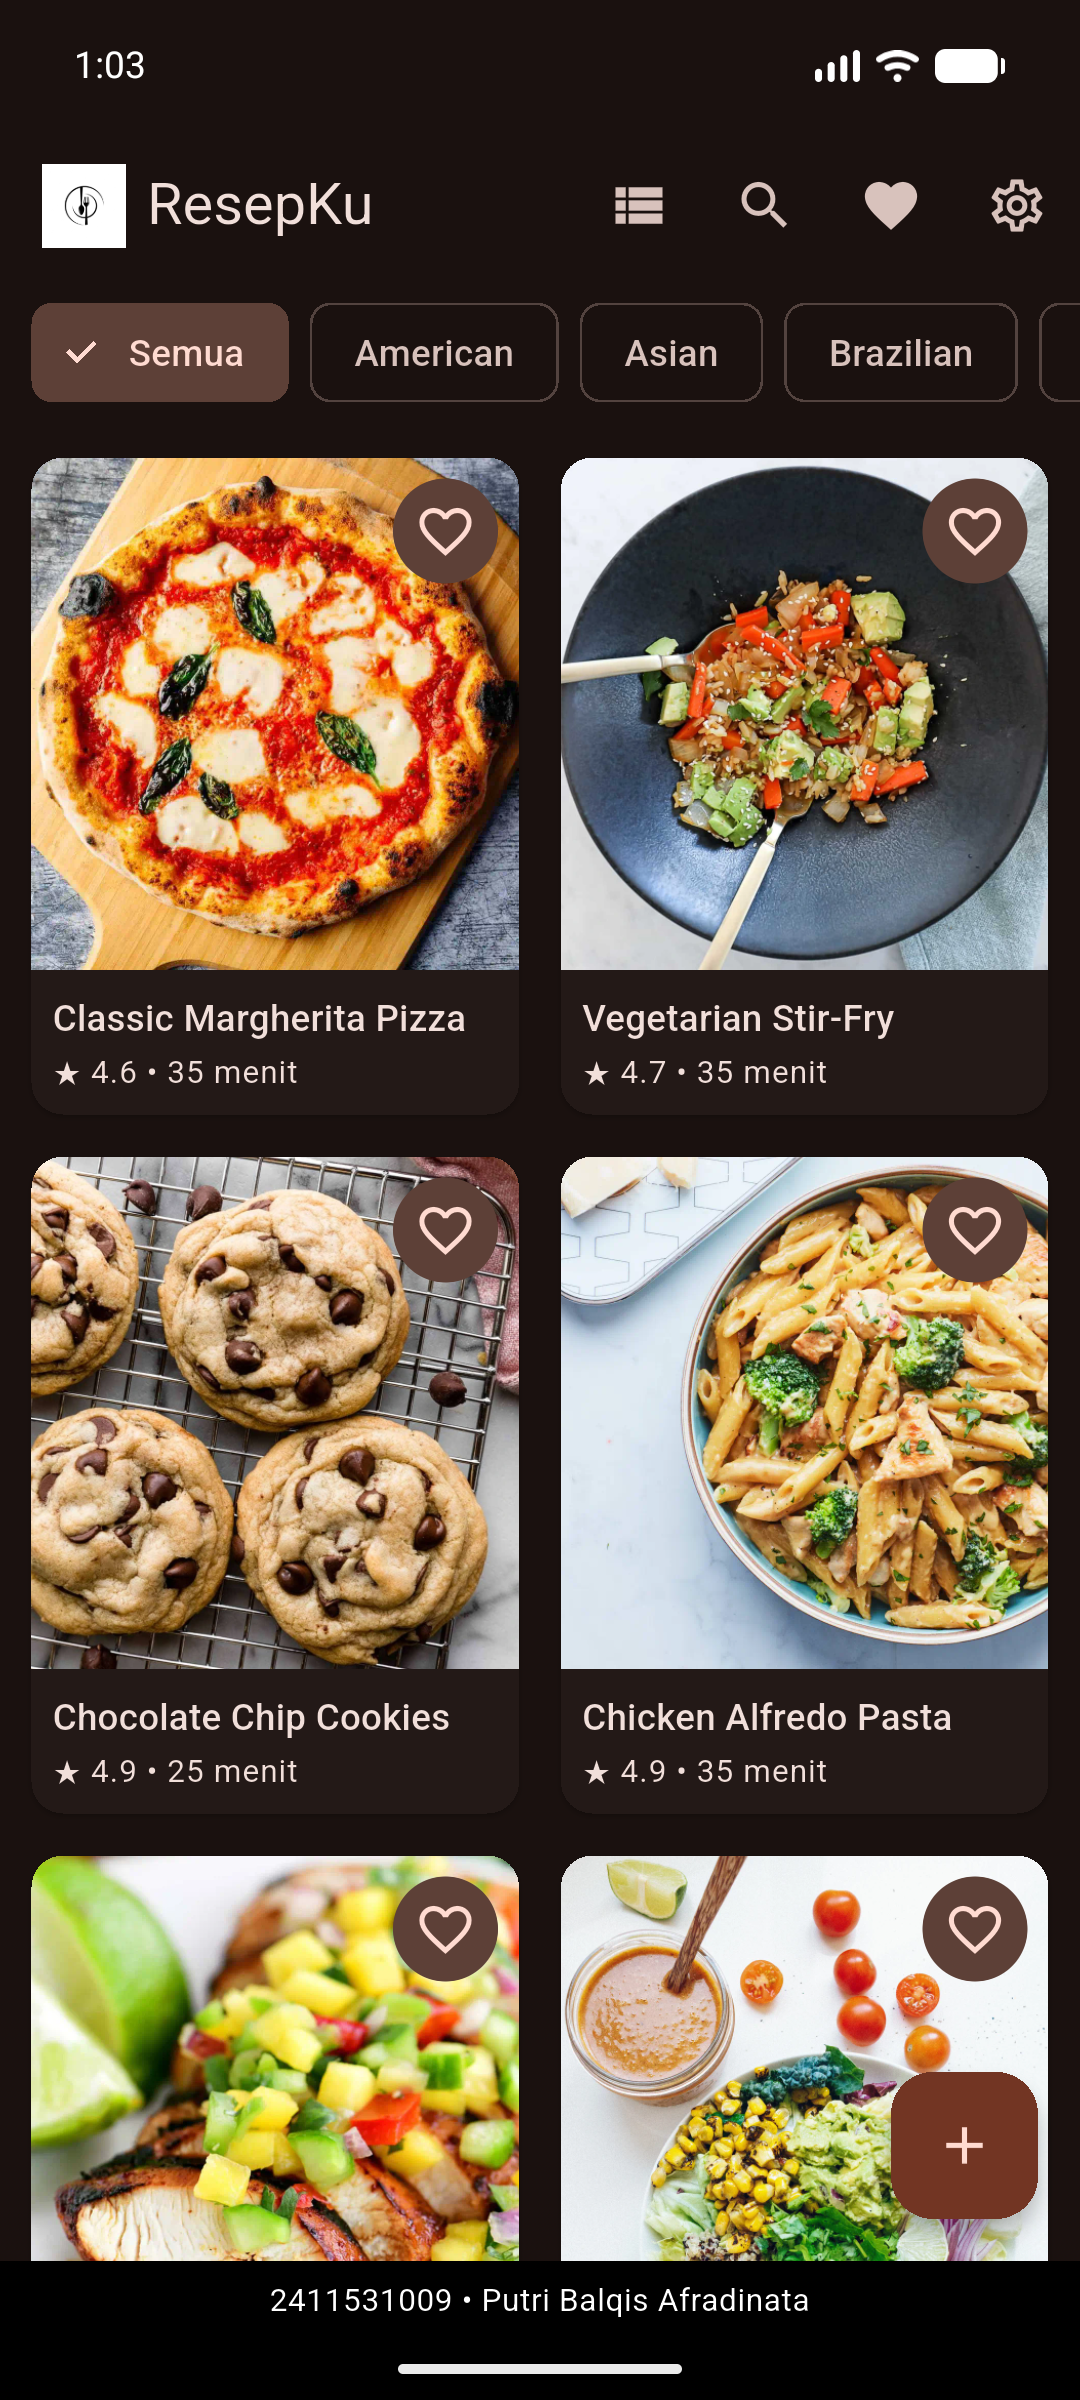 1:03
ResepKu
Semua
American
Asian
Brazilian
Classic Margherita Pizza
★ 4.6 • 35 menit
Vegetarian Stir-Fry
★ 4.7 • 35 menit
Chocolate Chip Cookies
★ 4.9 • 25 menit
Chicken Alfredo Pasta
★ 4.9 • 35 menit
2411531009 • Putri Balqis Afradinata